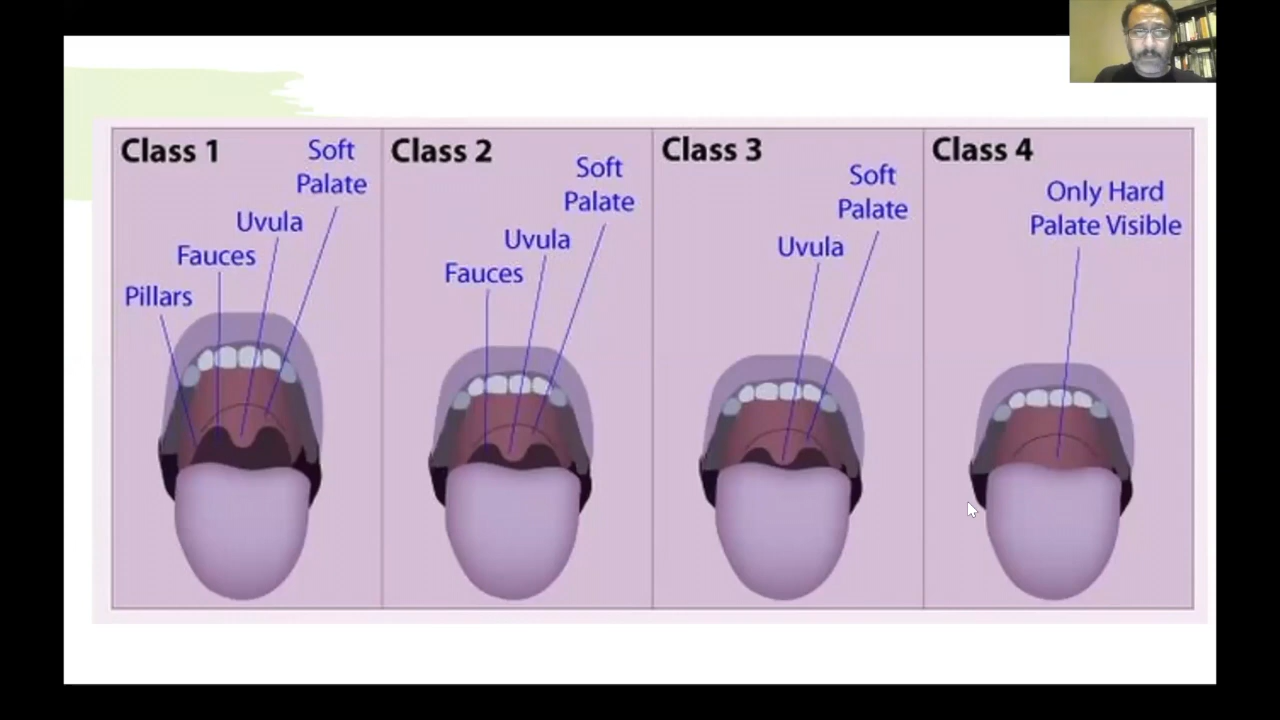 Class 1
Soft
Palate
Uvula
Fauces
Pillars
Class 2
Soft
Palate
Uvula
Fauces
Class 3
Soft
Palate
Uvula
Class 4
Only Hard
Palate Visible